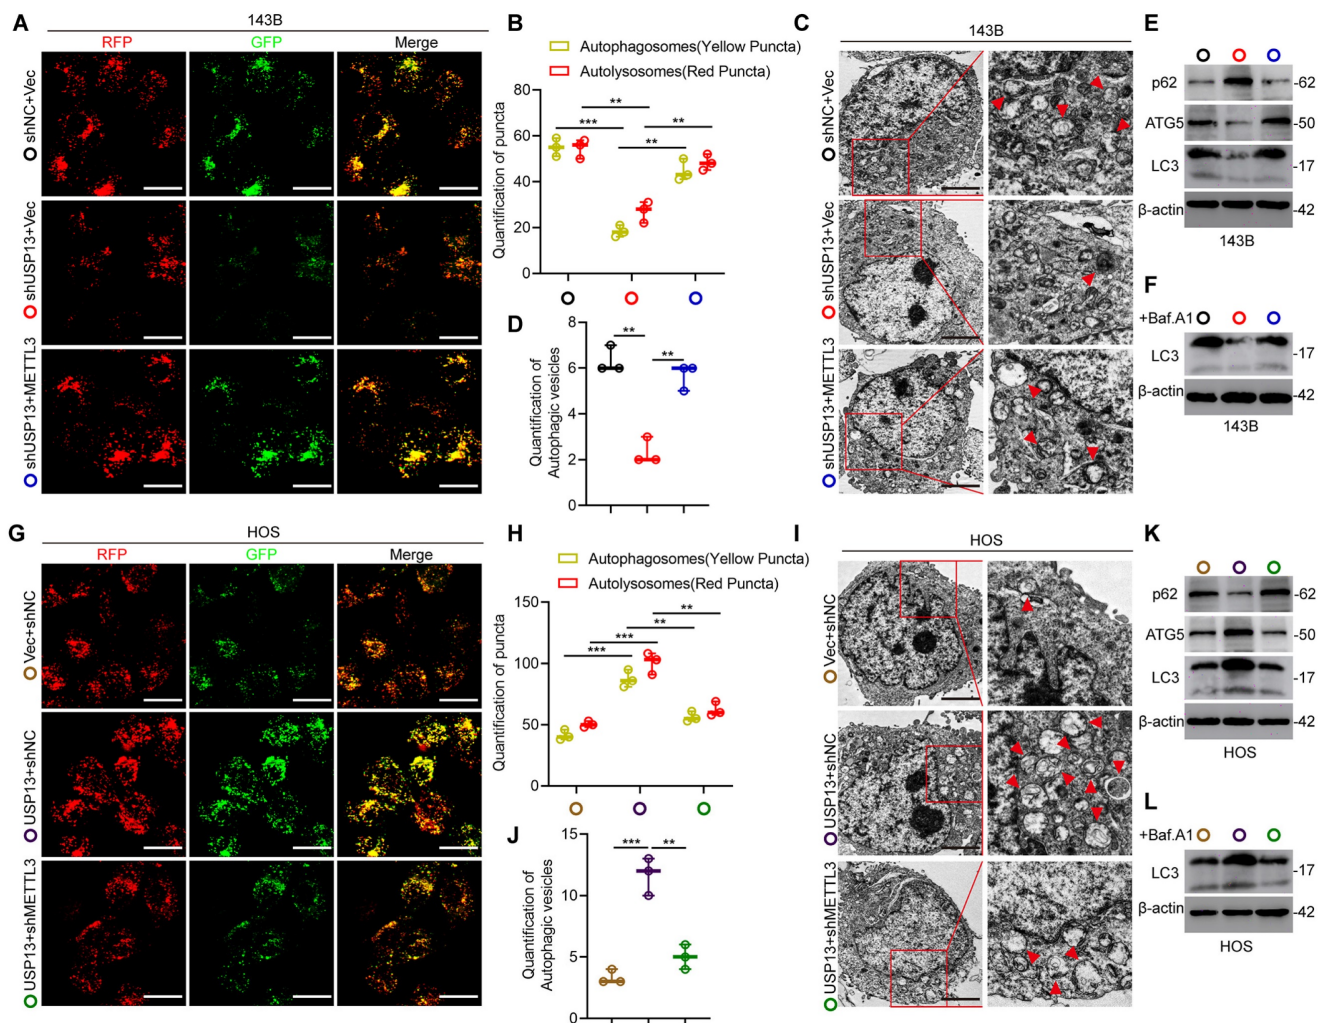 A
143B
RFP
GFP
Merge
shNC+Vec
shUSP13+Vec
shUSP13+METTL3
B
Autophagosomes(Yellow Puncta)
Autolysosomes(Red Puncta)
Quantification of puncta
80
60
40
20
0
**
***
**
**
D
Quantification of
Autophagic vesicles
8
6
4
2
0
**
**
C
143B
shNC+Vec
shUSP13+Vec
shUSP13+METTL3
E
p62
-62
ATG5
-50
LC3
-17
β-actin
-42
143B
F
+Baf.A1
LC3
-17
β-actin
-42
143B
G
HOS
RFP
GFP
Merge
Vec+shNC
USP13+shNC
USP13+shMETTL3
H
Autophagosomes(Yellow Puncta)
Autolysosomes(Red Puncta)
Quantification of puncta
150
100
50
0
**
**
***
***
J
Quantification of
Autophagic vesicles
15
10
5
0
***
**
I
HOS
Vec+shNC
USP13+shNC
USP13+shMETTL3
K
p62
-62
ATG5
-50
LC3
-17
β-actin
-42
HOS
L
+Baf.A1
LC3
-17
β-actin
-42
HOS